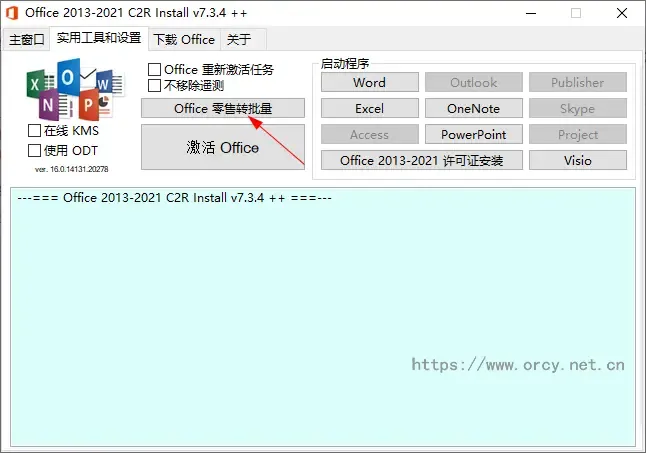 Office 2013-2021 C2R Install v7.3.4 ++
主窗口 实用工具和设置 下载 Office 关于
Office 重新激活任务
不移除遥测
Office 零售转批量
激活 Office
在线 KMS
使用 ODT
ver. 16.0.14131.20278
启动程序
Word Outlook Publisher
Excel OneNote Skype
Access PowerPoint Project
Office 2013-2021 许可证安装 Visio
---=== Office 2013-2021 C2R Install v7.3.4 ++ ===---
https://www.orcy.net.cn